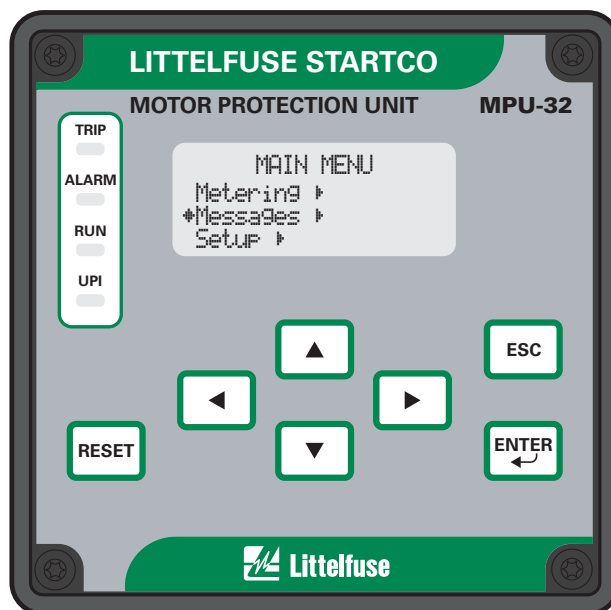 LITTELFUSE STARTCO
MOTOR PROTECTION UNIT MPU-32
TRIP
ALARM
RUN
UPI
MAIN MENU
Metering
Messages
Setup
ESC
RESET
ENTER
Littelfuse